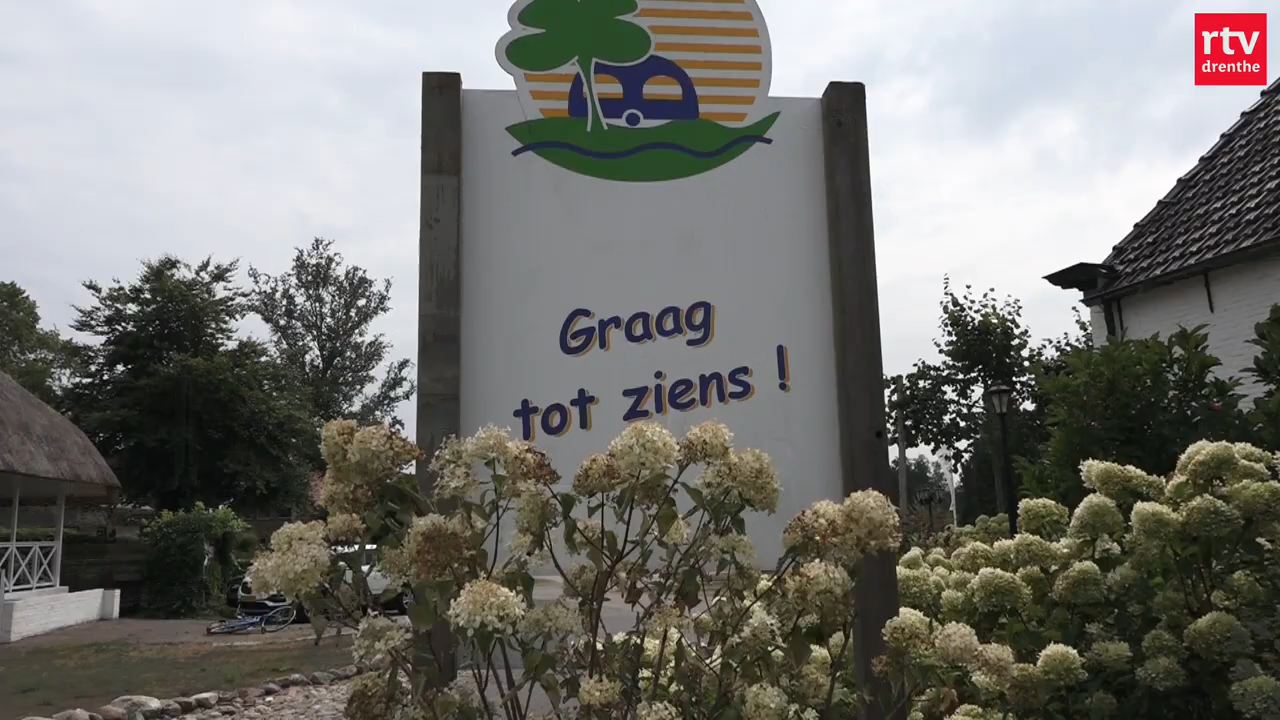 rtv
drenthe
Graag
tot ziens !